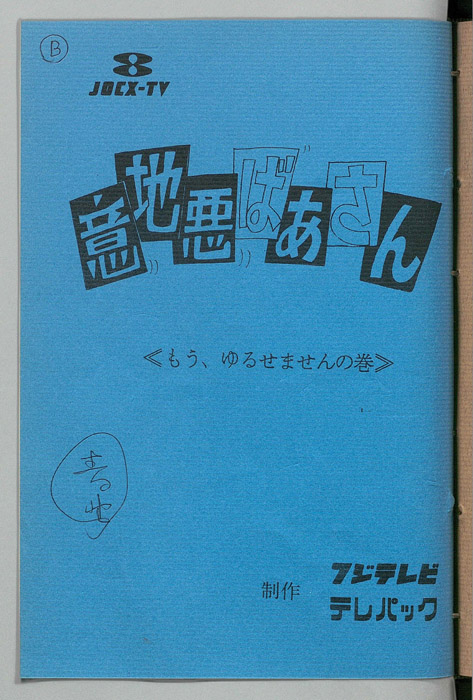 B
8
JOCX-TV
意地悪ばあさん
≪もう、ゆるせませんの巻≫
制作 フジテレビ
テレパック